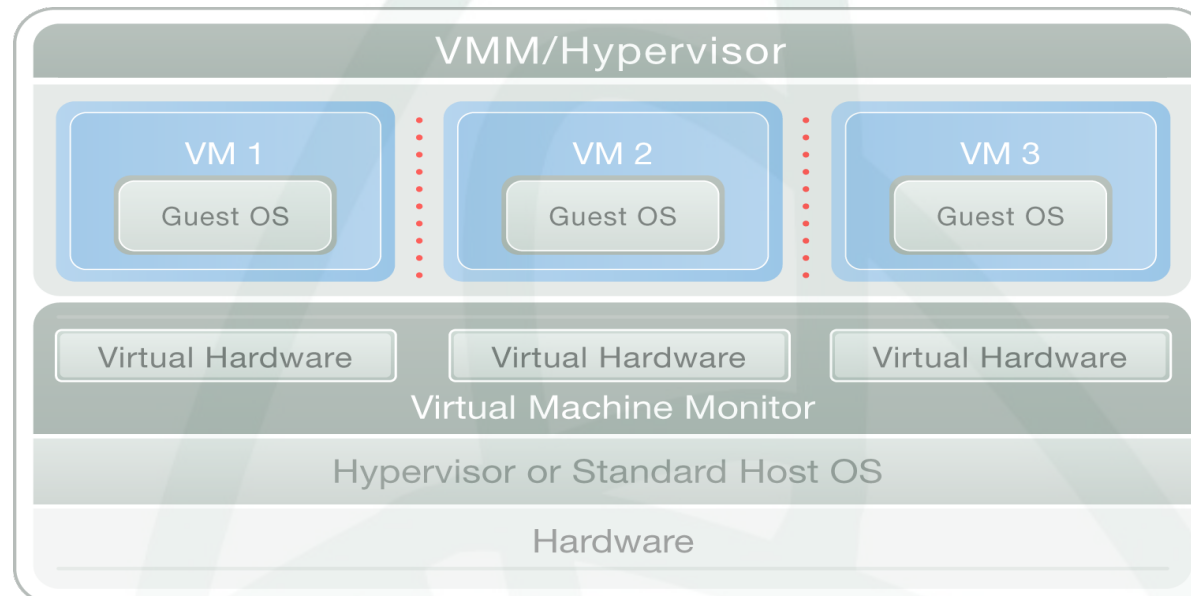 VMM/Hypervisor
VM 1
VM 2
VM 3
Guest OS
Guest OS
Guest OS
Virtual Hardware
Virtual Hardware
Virtual Hardware
Virtual Machine Monitor
Hypervisor or Standard Host OS
Hardware